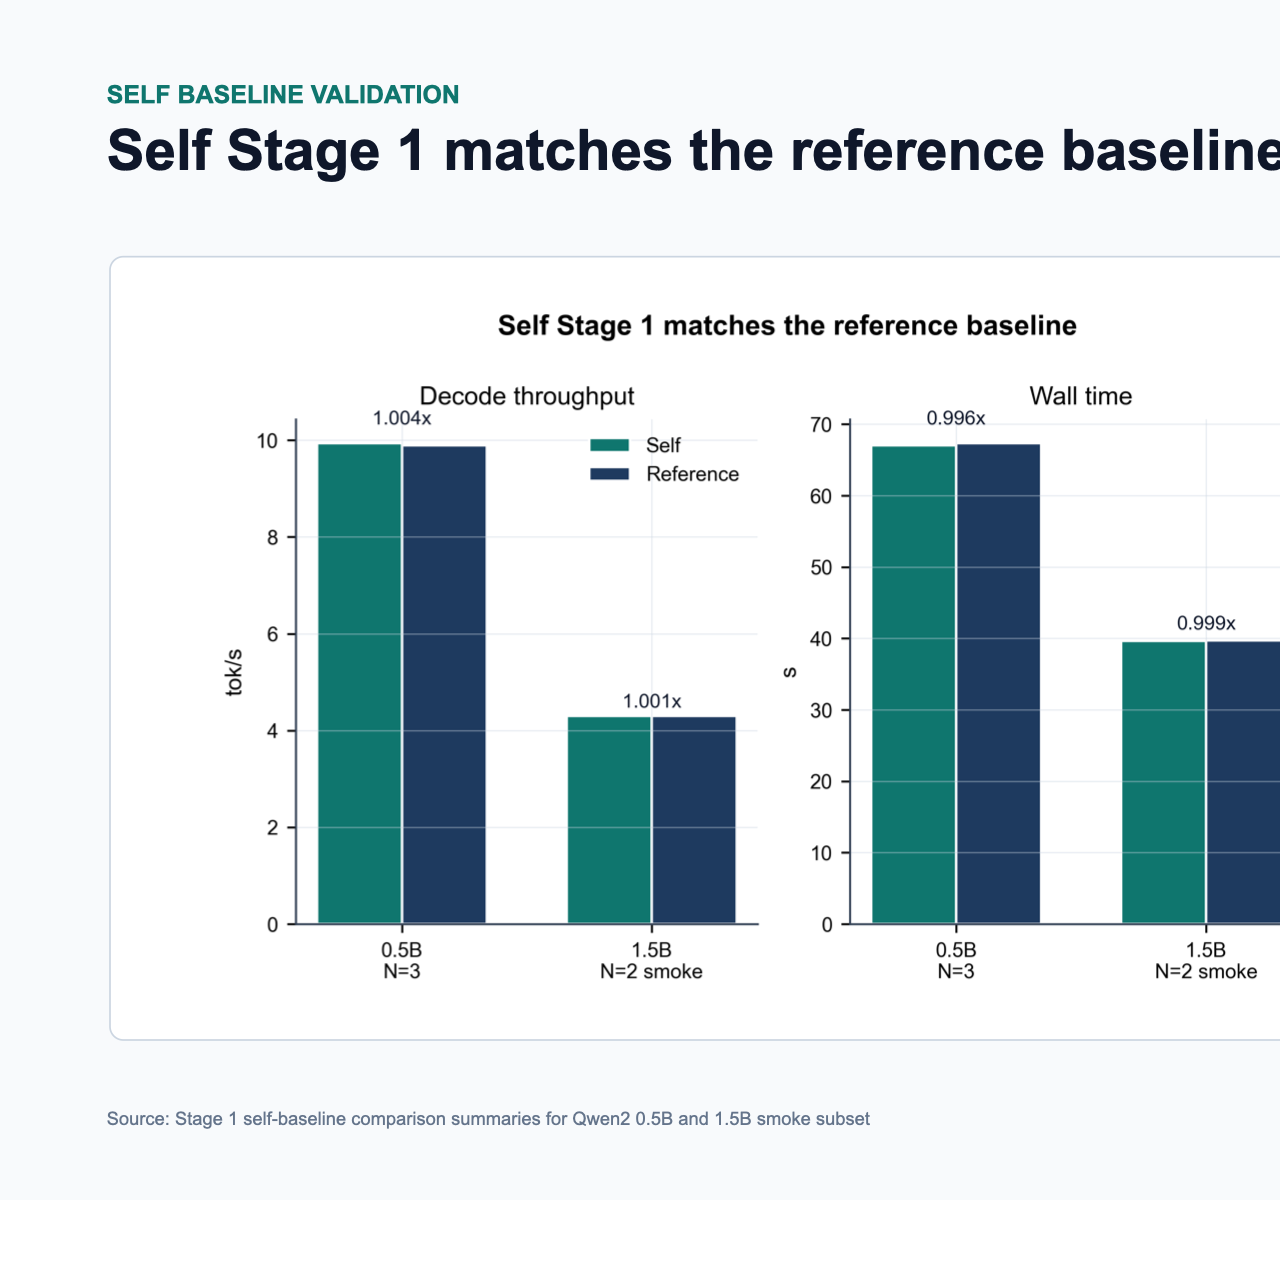 SELF BASELINE VALIDATION
Self Stage 1 matches the reference baseline
Self Stage 1 matches the reference baseline
Decode throughput
1.004x
10
8
6
4
2
0
tok/s
Self
Reference
1.001x
0.5B
N=3
1.5B
N=2 smoke
Wall time
0.996x
70
60
50
40
30
20
10
0
s
0.999x
0.5B
N=3
1.5B
N=2 smoke
Source: Stage 1 self-baseline comparison summaries for Qwen2 0.5B and 1.5B smoke subset